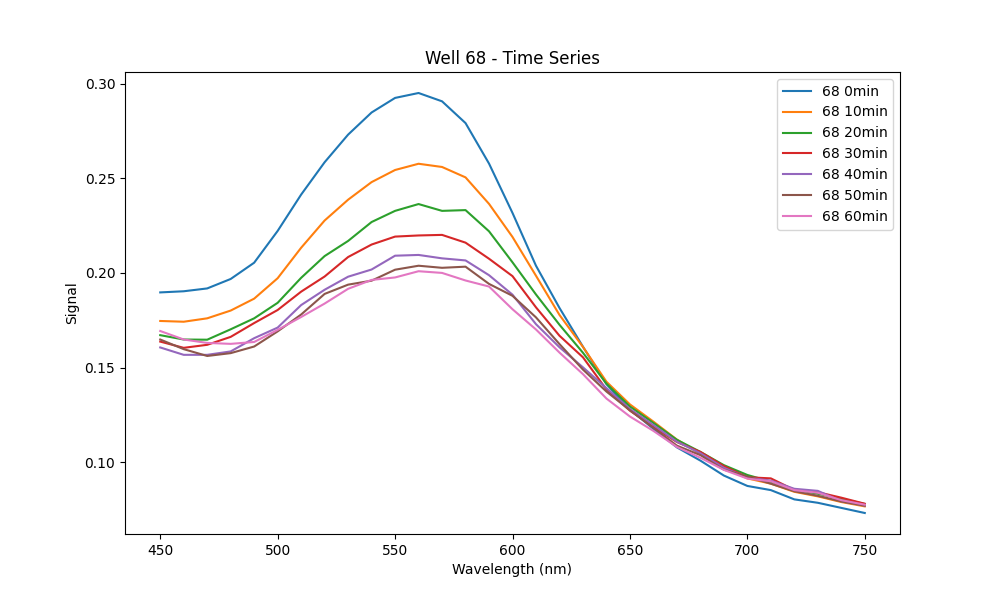 Well 68 - Time Series
Signal
0.30
0.25
0.20
0.15
0.10
68 0min
68 10min
68 20min
68 30min
68 40min
68 50min
68 60min
450 500 550 600 650 700 750
Wavelength (nm)